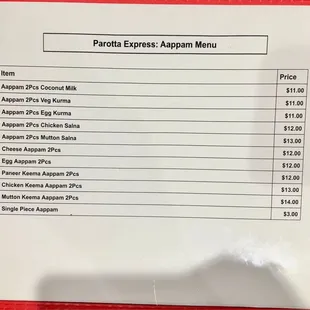 Parotta Express: Aappam Menu
Item Price
Aappam 2Pcs Coconut Milk $11.00
Aappam 2Pcs Veg Kurma $11.00
Aappam 2Pcs Egg Kurma $11.00
Aappam 2Pcs Chicken Salna $12.00
Aappam 2Pcs Mutton Salna $13.00
Cheese Aappam 2Pcs $12.00
Egg Aappam 2Pcs $12.00
Paneer Keema Aappam 2Pcs $12.00
Chicken Keema Aappam 2Pcs $13.00
Mutton Keema Aappam 2Pcs $14.00
Single Piece Aappam $3.00